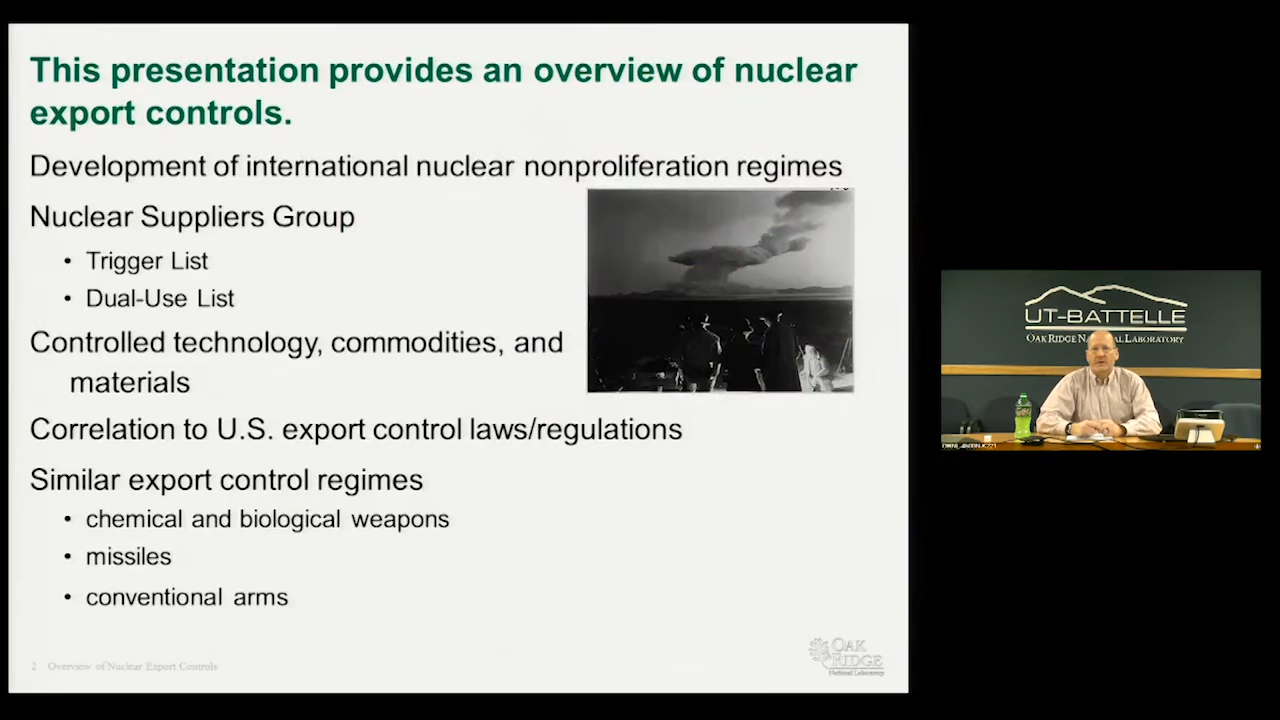 This presentation provides an overview of nuclear
export controls.
Development of international nuclear nonproliferation regimes
Nuclear Suppliers Group
• Trigger List
• Dual-Use List
Controlled technology, commodities, and
materials
Correlation to U.S. export control laws/regulations
Similar export control regimes
• chemical and biological weapons
• missiles
• conventional arms
2 Overview of Nuclear Export Controls
OAK
RIDGE
National Laboratory
UT-BATTELLE
OAK RIDGE NATIONAL LABORATORY